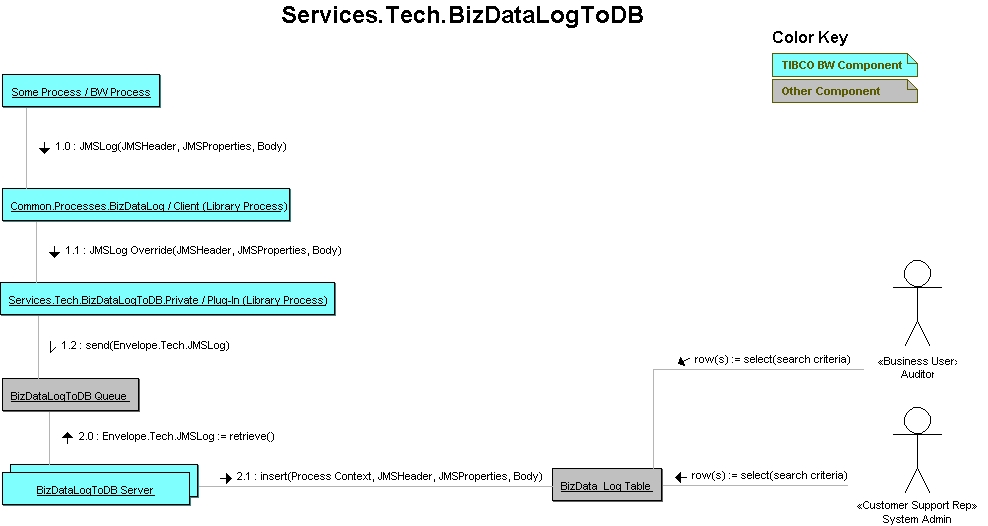 Services.Tech.BizDataLogToDB
Color Key
TIBCO BW Component
Other Component
Some Process / BW Process
1.0 : JMSLog(JMSHeader, JMSProperties, Body)
Common.Processes.BizDataLog / Client (Library Process)
1.1 : JMSLog Override(JMSHeader, JMSProperties, Body)
Services.Tech.BizDataLogToDB.Private / Plug-In (Library Process)
1.2 : send(Envelope.Tech.JMSLog)
row(s) := select(search criteria)
«Business User»
Auditor
BizDataLogToDB Queue
2.0 : Envelope.Tech.JMSLog := retrieve()
BizDataLogToDB Server
2.1 : insert(Process Context, JMSHeader, JMSProperties, Body)
BizData_Log Table
row(s) := select(search criteria)
«Customer Support Rep»
System Admin